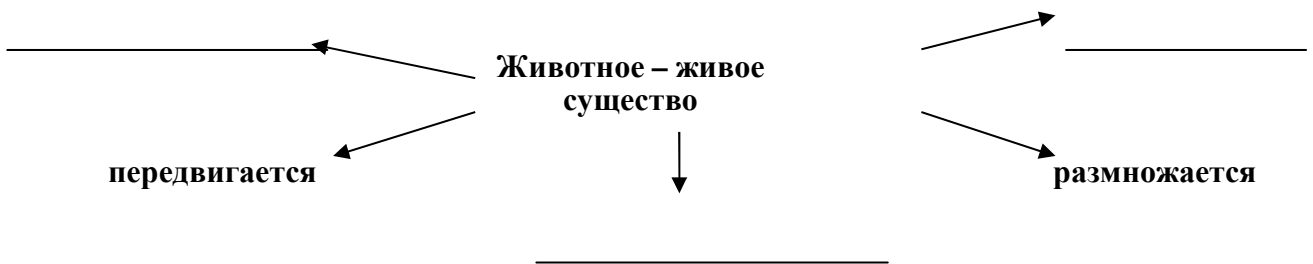 Животное – живое
существо
передвигается
размножается